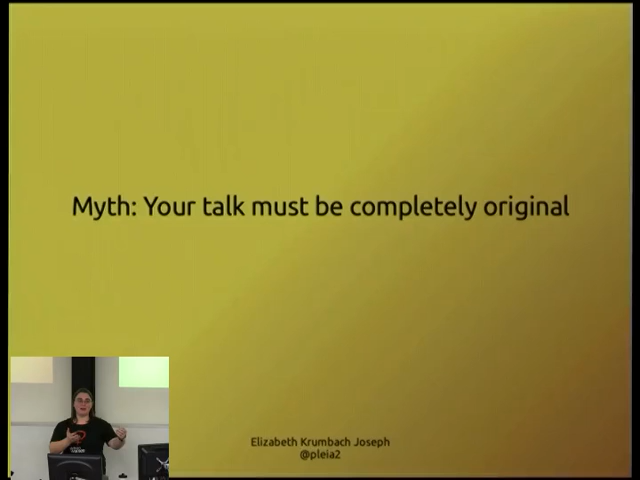 Myth: Your talk must be completely original
Elizabeth Krumbach Joseph
@pleia2